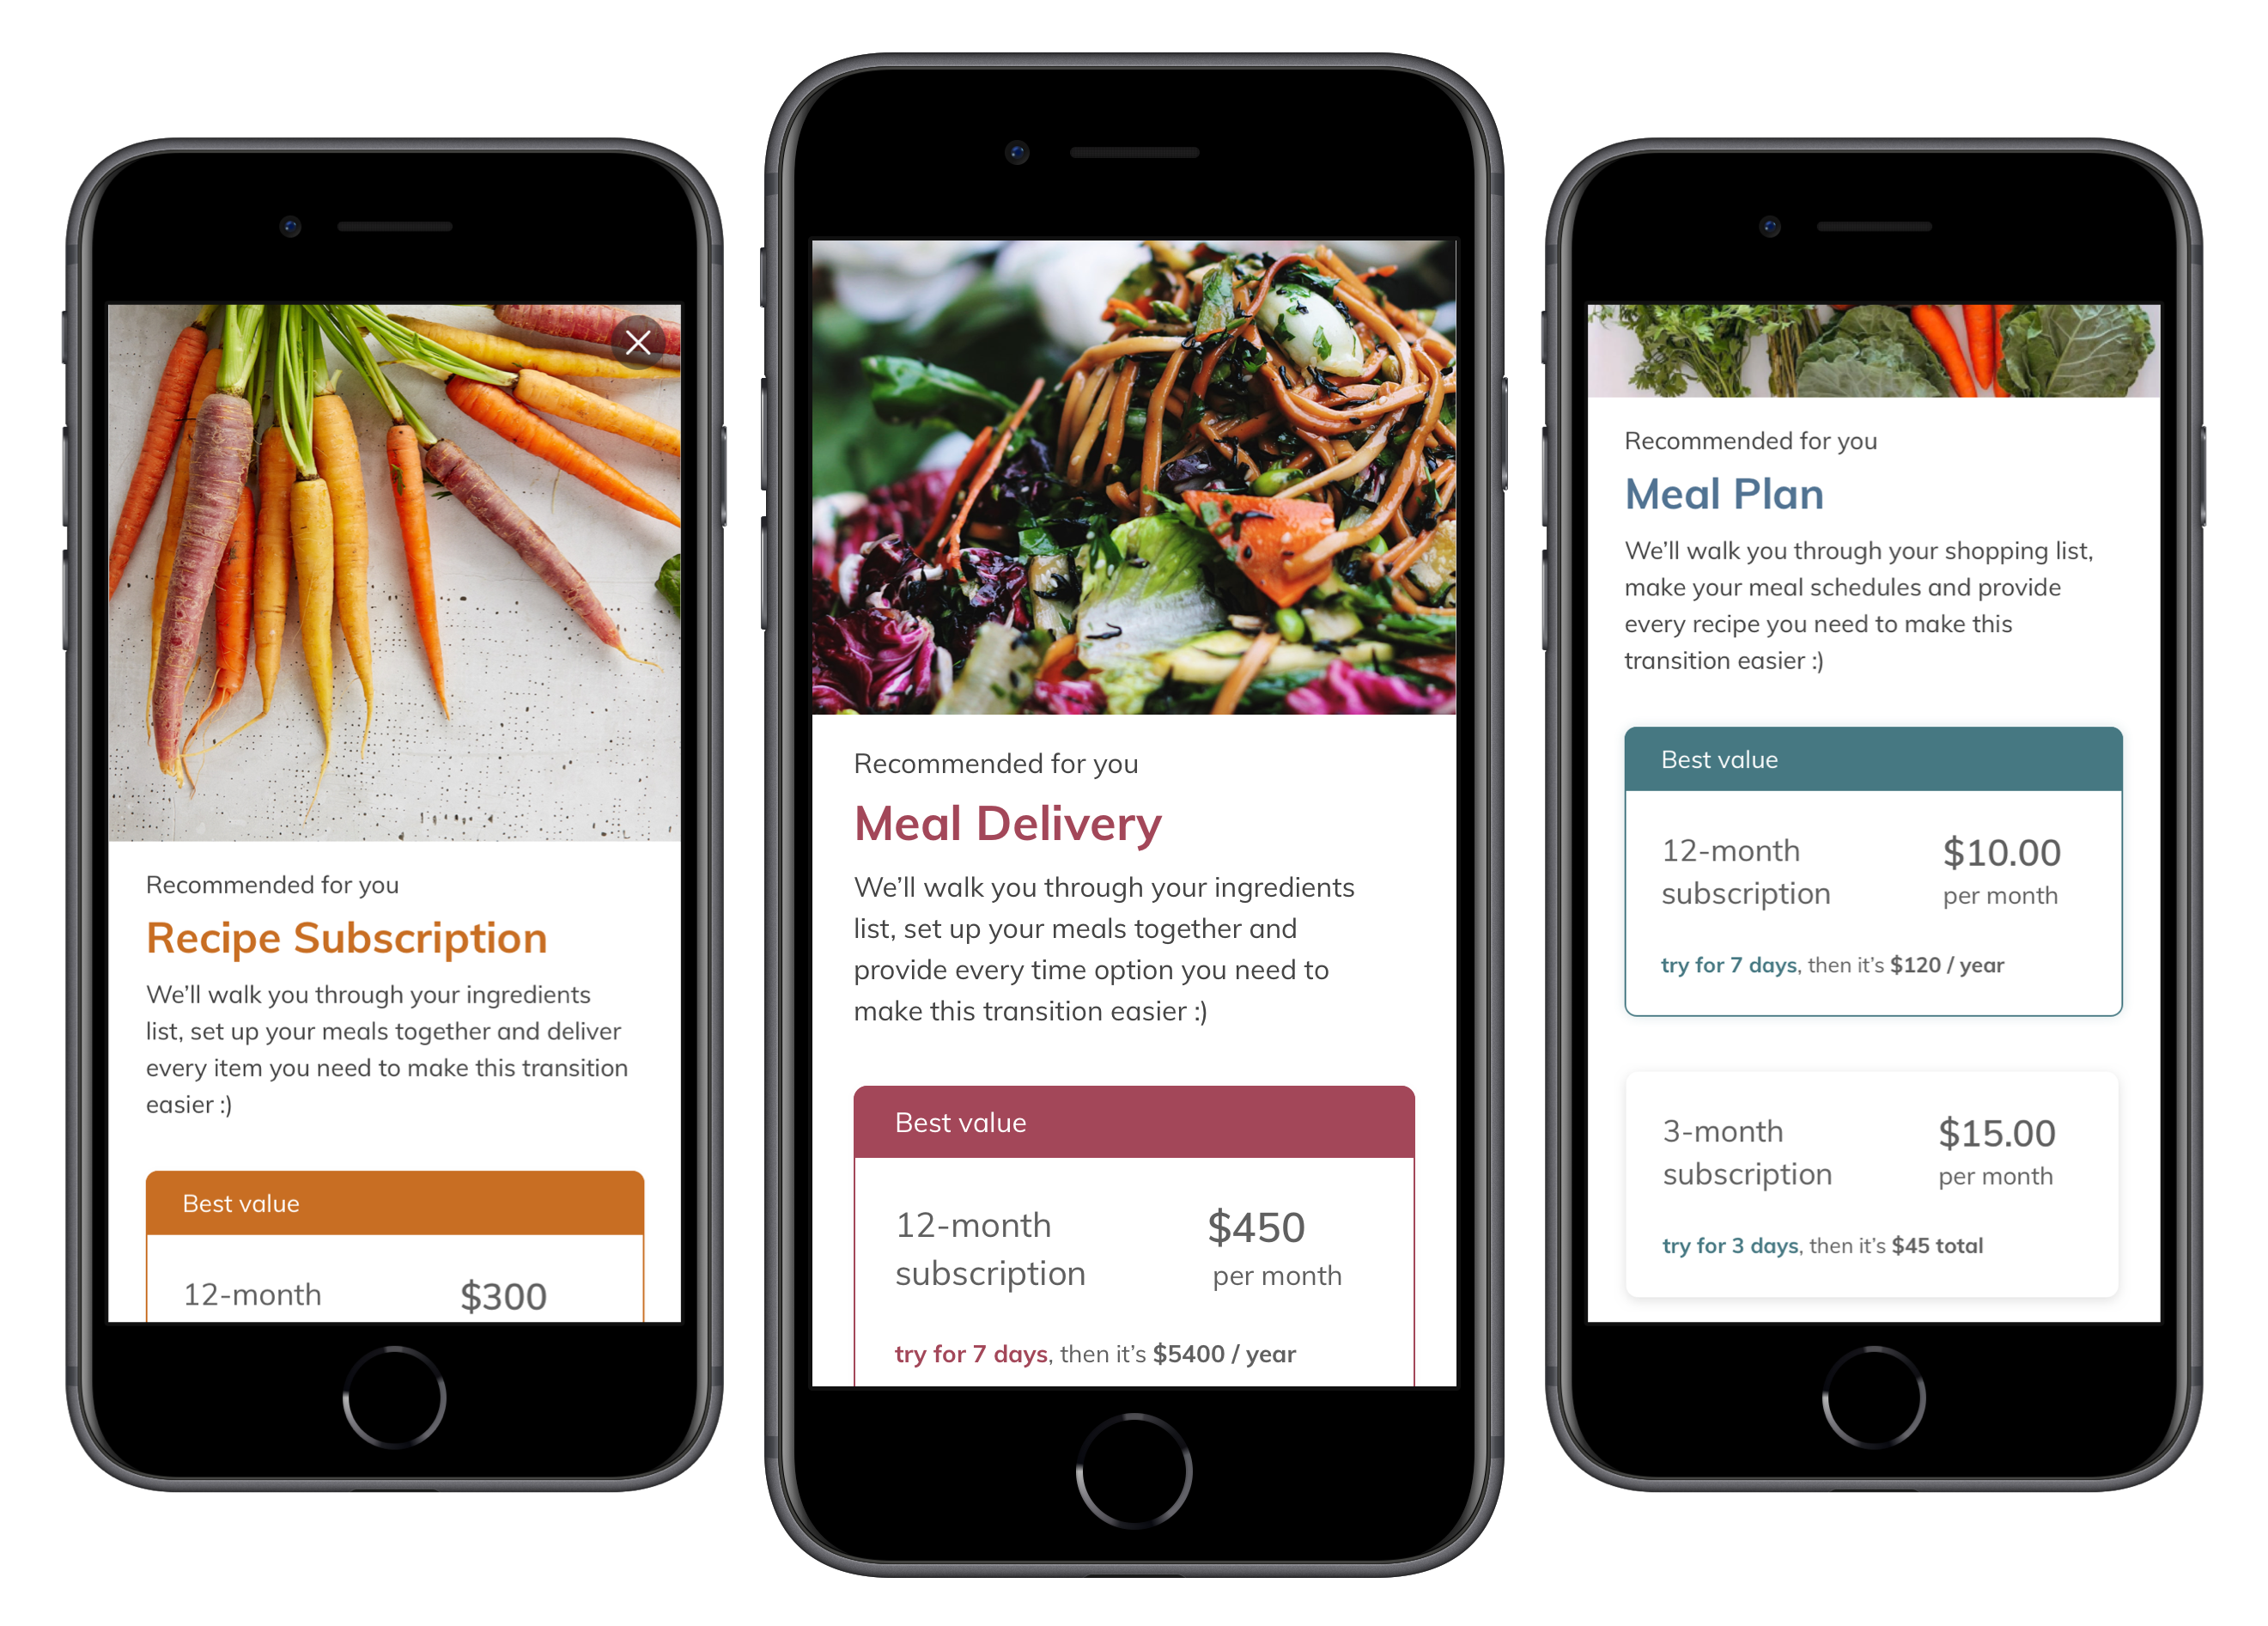 Recommended for you
Recipe Subscription
We’ll walk you through your ingredients
list, set up your meals together and deliver
every item you need to make this transition
easier :)
Best value
12-month
$300
Recommended for you
Meal Delivery
We’ll walk you through your ingredients
list, set up your meals together and
provide every time option you need to
make this transition easier :)
Best value
12-month
subscription
$450
per month
try for 7 days, then it’s $5400 / year
Recommended for you
Meal Plan
We’ll walk you through your shopping list,
make your meal schedules and provide
every recipe you need to make this
transition easier :)
Best value
12-month
subscription
$10.00
per month
try for 7 days, then it’s $120 / year
3-month
subscription
$15.00
per month
try for 3 days, then it’s $45 total